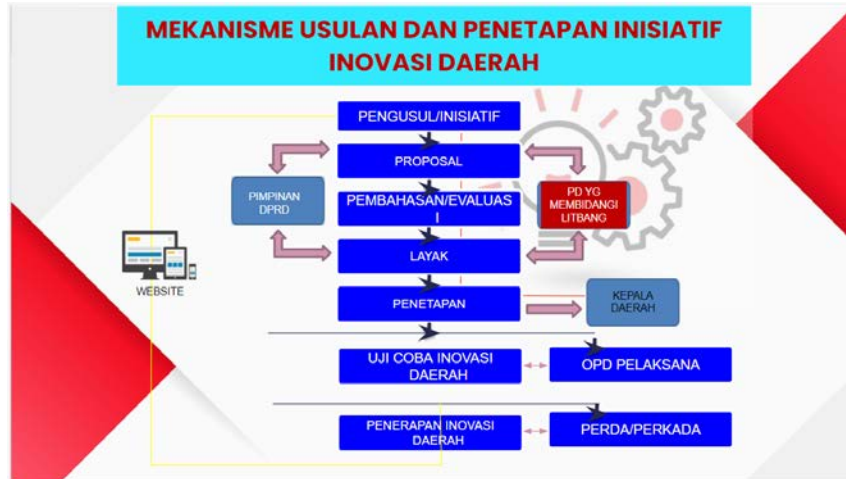 MEKANISME USULAN DAN PENETAPAN INISIATIF
INOVASI DAERAH
PENGUSUL/INISIATIF
PROPOSAL
PIMPINAN
DPRD
PEMBAHASAN/EVALUAS
I
PD YG
MEMBIDANGI
LITBANG
LAYAK
WEBSITE
PENETAPAN
KEPALA
DAERAH
UJI COBA INOVASI
DAERAH
OPD PELAKSANA
PENERAPAN INOVASI
DAERAH
PERDA/PERKADA